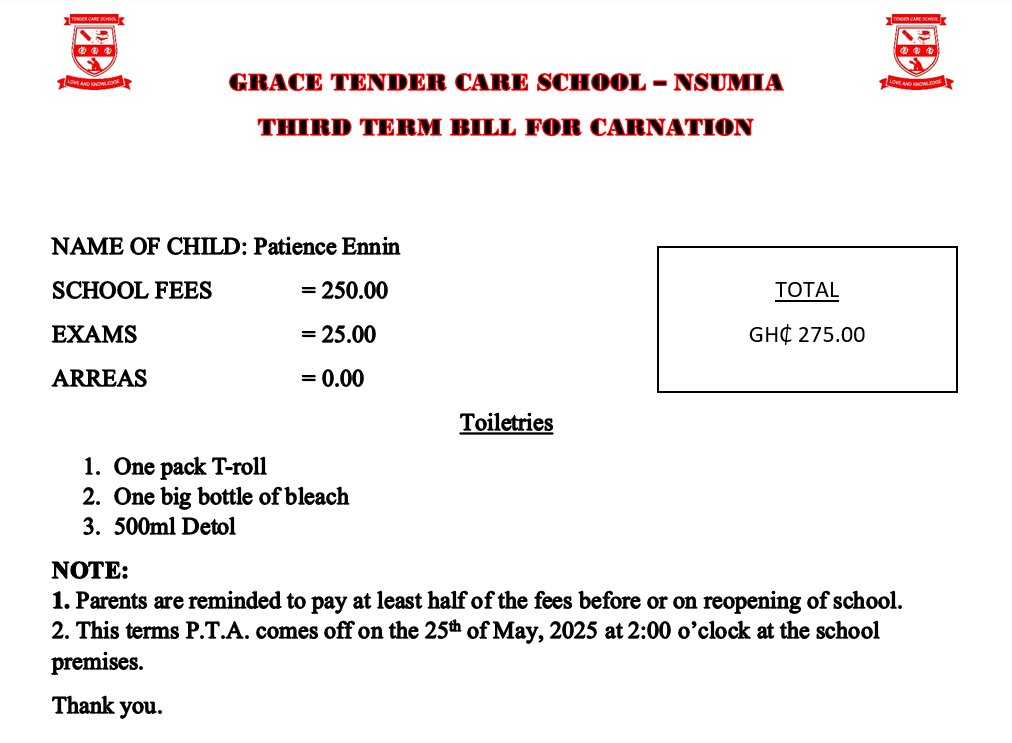 TENDER CARE SCHOOL
LOVE AND KNOWLEDGE
TENDER CARE SCHOOL
LOVE AND KNOWLEDGE
GRACE TENDER CARE SCHOOL – NSUMIA
THIRD TERM BILL FOR CARNATION
NAME OF CHILD: Patience Ennin
SCHOOL FEES = 250.00
EXAMS = 25.00
ARREAS = 0.00
TOTAL
GH₵ 275.00
Toiletries
1. One pack T-roll
2. One big bottle of bleach
3. 500ml Detol
NOTE:
1. Parents are reminded to pay at least half of the fees before or on reopening of school.
2. This terms P.T.A. comes off on the 25th of May, 2025 at 2:00 o’clock at the school
premises.
Thank you.